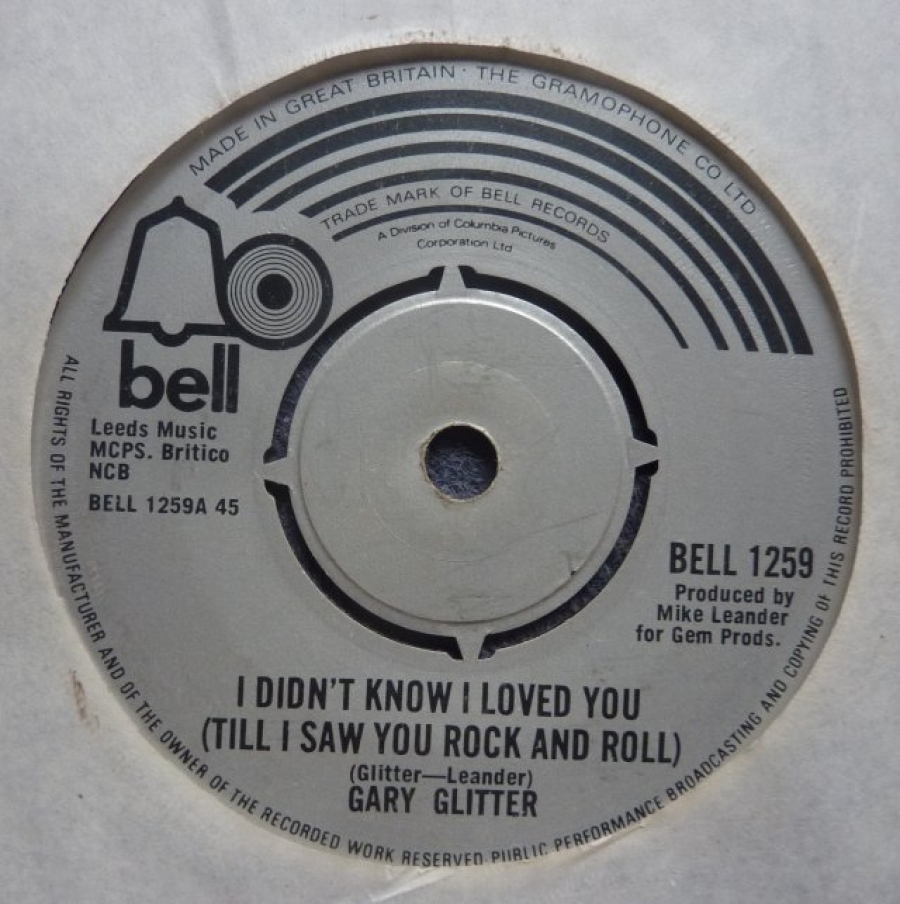 MADE IN GREAT BRITAIN · THE GRAMOPHONE CO LTD
TRADE MARK OF BELL RECORDS
A Division of Columbia Pictures
Corporation Ltd
bell
Leeds Music
MCPS. Britico
NCB
BELL 1259A 45
BELL 1259
Produced by
Mike Leander
for Gem Prods.
I DIDN'T KNOW I LOVED YOU
(TILL I SAW YOU ROCK AND ROLL)
(Glitter—Leander)
GARY GLITTER
ALL RIGHTS OF THE MANUFACTURER AND OF THE OWNER OF THE RECORDED WORK RESERVED. PUBLIC PERFORMANCE BROADCASTING AND COPYING OF THIS RECORD PROHIBITED